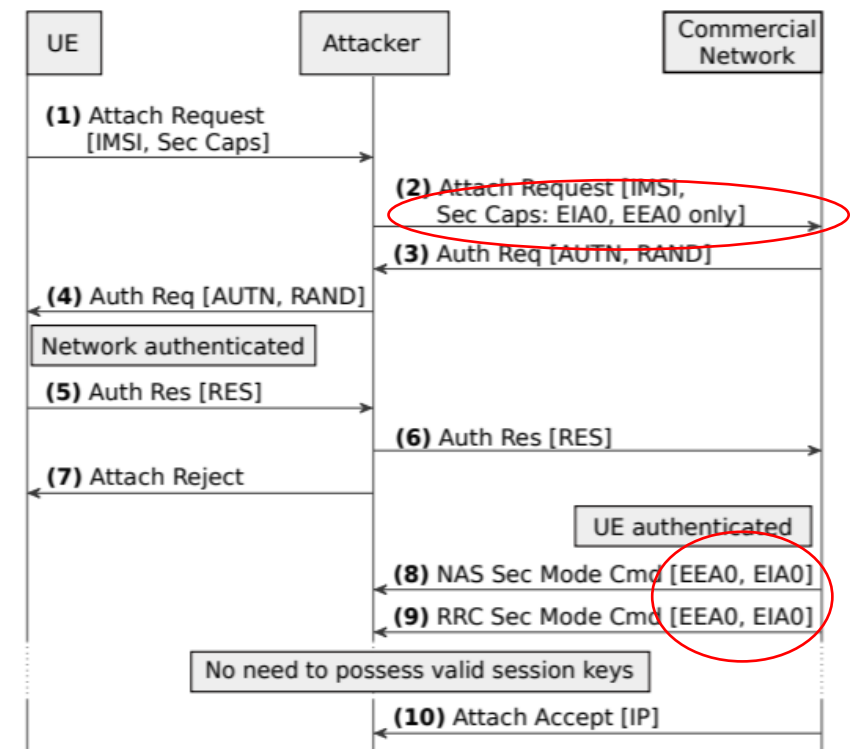 UE
Attacker
Commercial
Network
(1) Attach Request
[IMSI, Sec Caps]
(2) Attach Request [IMSI,
Sec Caps: EIA0, EEA0 only]
(3) Auth Req [AUTN, RAND]
(4) Auth Req [AUTN, RAND]
Network authenticated
(5) Auth Res [RES]
(6) Auth Res [RES]
(7) Attach Reject
UE authenticated
(8) NAS Sec Mode Cmd [EEA0, EIA0]
(9) RRC Sec Mode Cmd [EEA0, EIA0]
No need to possess valid session keys
(10) Attach Accept [IP]